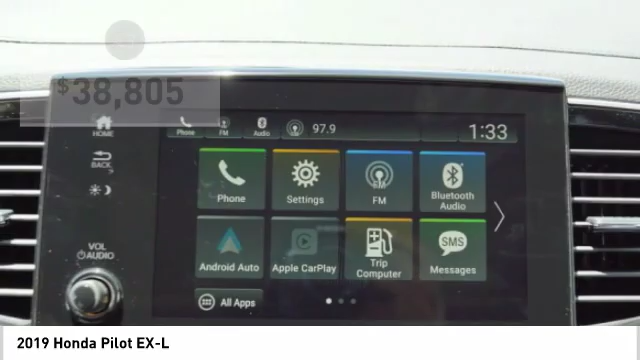 $38,805
HOME
BACK
VOL
AUDIO
Phone
FM
Audio
97.9
1:33
Phone
Settings
FM
Bluetooth
Audio
Android Auto
Apple CarPlay
Trip
Computer
SMS
Messages
All Apps
2019 Honda Pilot EX-L